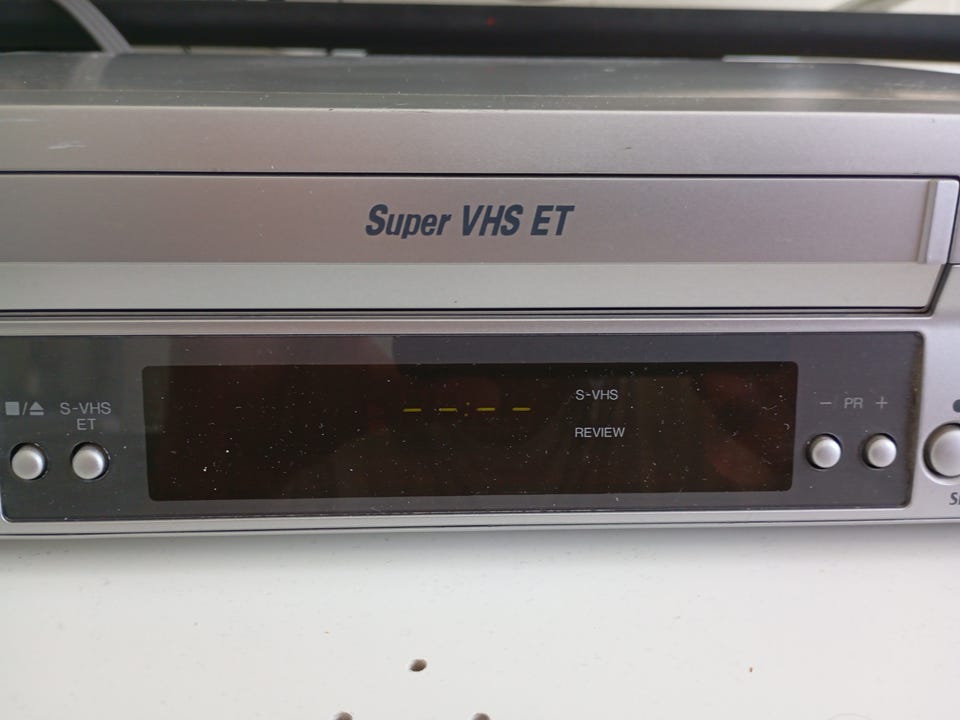 Super VHS ET
S-VHS
ET
--:--
S-VHS
REVIEW
- PR +